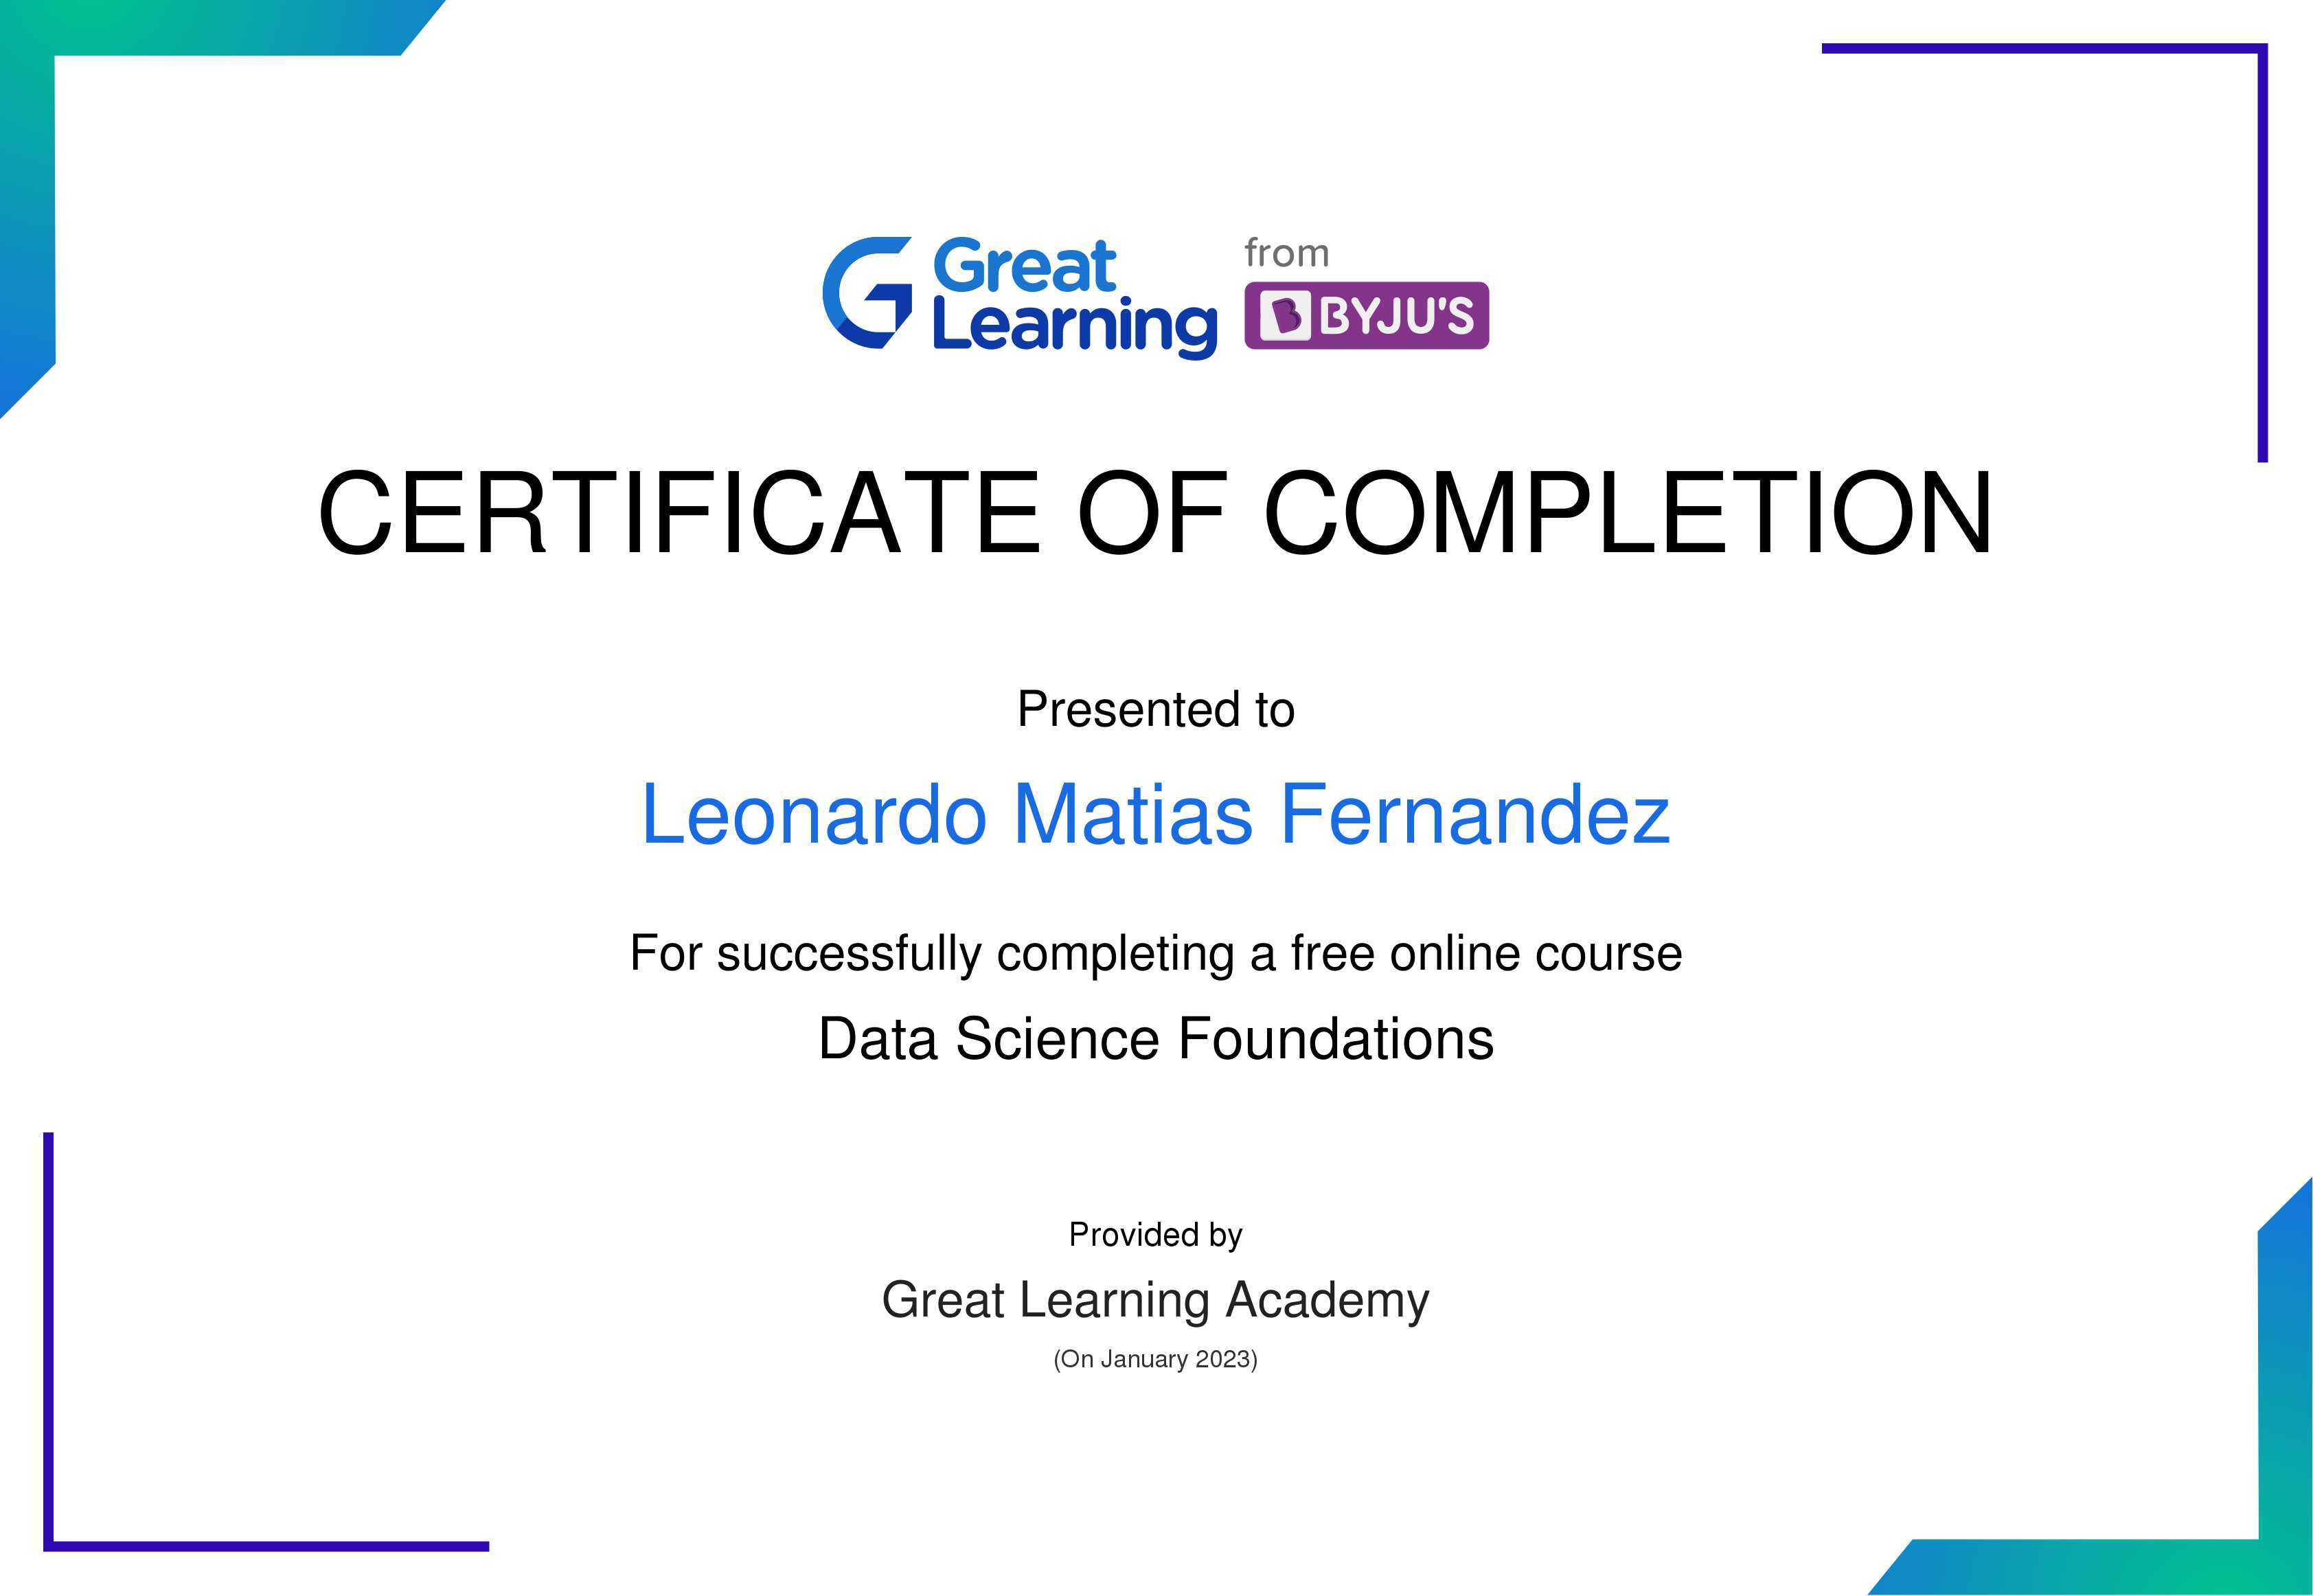 Great
Learning
from
BYJU'S
CERTIFICATE OF COMPLETION
Presented to
Leonardo Matias Fernandez
For successfully completing a free online course
Data Science Foundations
Provided by
Great Learning Academy
(On January 2023)